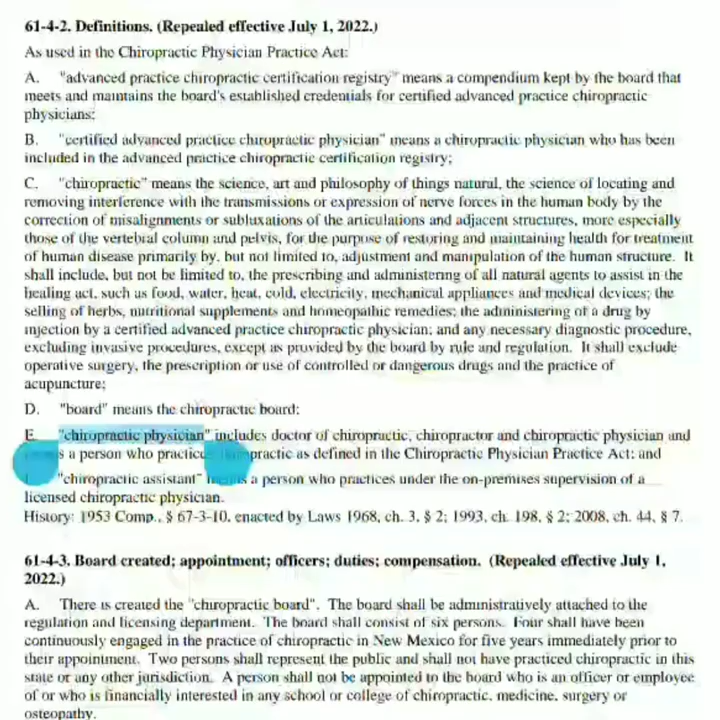 61-4-2. Definitions. (Repealed effective July 1, 2022.)
As used in the Chiropractic Physician Practice Act:
A. "advanced practice chiropractic certification registry" means a compendium kept by the board that
meets and maintains the board's established credentials for certified advanced practice chiropractic
physicians;
B. "certified advanced practice chiropractic physician" means a chiropractic physician who has been
included in the advanced practice chiropractic certification registry;
C. "chiropractic" means the science, art and philosophy of things natural, the science of locating and
removing interference with the transmissions or expression of nerve forces in the human body by the
correction of misalignments or subluxations of the articulations and adjacent structures, more especially
those of the vertebral column and pelvis, for the purpose of restoring and maintaining health for treatment
of human disease primarily by, but not limited to, adjustment and manipulation of the human structure. It
shall include, but not be limited to, the prescribing and administering of all natural agents to assist in the
healing act, such as food, water, heat, cold, electricity, mechanical appliances and medical devices; the
selling of herbs, nutritional supplements and homeopathic remedies; the administering of a drug by
injection by a certified advanced practice chiropractic physician; and any necessary diagnostic procedure,
excluding invasive procedures, except as provided by the board by rule and regulation. It shall exclude
operative surgery, the prescription or use of controlled or dangerous drugs and the practice of
acupuncture;
D. "board" means the chiropractic board;
E. "chiropractic physician" includes doctor of chiropractic, chiropractor and chiropractic physician and
a person who practices as defined in the Chiropractic Physician Practice Act; and
"chiropractic assistant" means a person who practices under the on-premises supervision of a
licensed chiropractic physician.
History: 1953 Comp., § 67-3-10, enacted by Laws 1968, ch. 3, § 2; 1993, ch. 198, § 2; 2008, ch. 44, § 7.
61-4-3. Board created; appointment; officers; duties; compensation. (Repealed effective July 1,
2022.)
A. There is created the "chiropractic board". The board shall be administratively attached to the
regulation and licensing department. The board shall consist of six persons. Four shall have been
continuously engaged in the practice of chiropractic in New Mexico for five years immediately prior to
their appointment. Two persons shall represent the public and shall not have practiced chiropractic in this
state or any other jurisdiction. A person shall not be appointed to the board who is an officer or employee
of or who is financially interested in any school or college of chiropractic, medicine, surgery or
osteopathy.